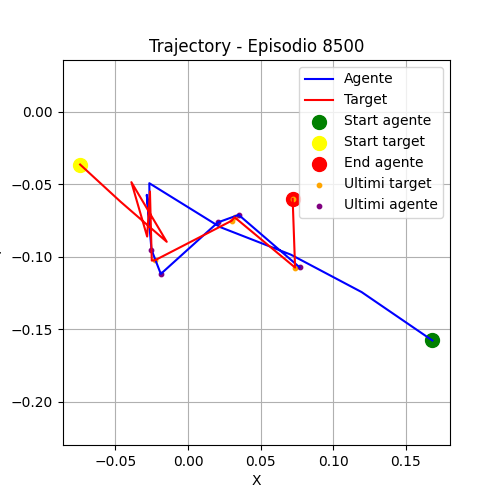 Trajectory - Episodio 8500
Agente
Target
Start agente
Start target
End agente
Ultimi target
Ultimi agente
0.00
−0.05
−0.10
−0.15
−0.20
−0.05
0.00
0.05
0.10
0.15
X